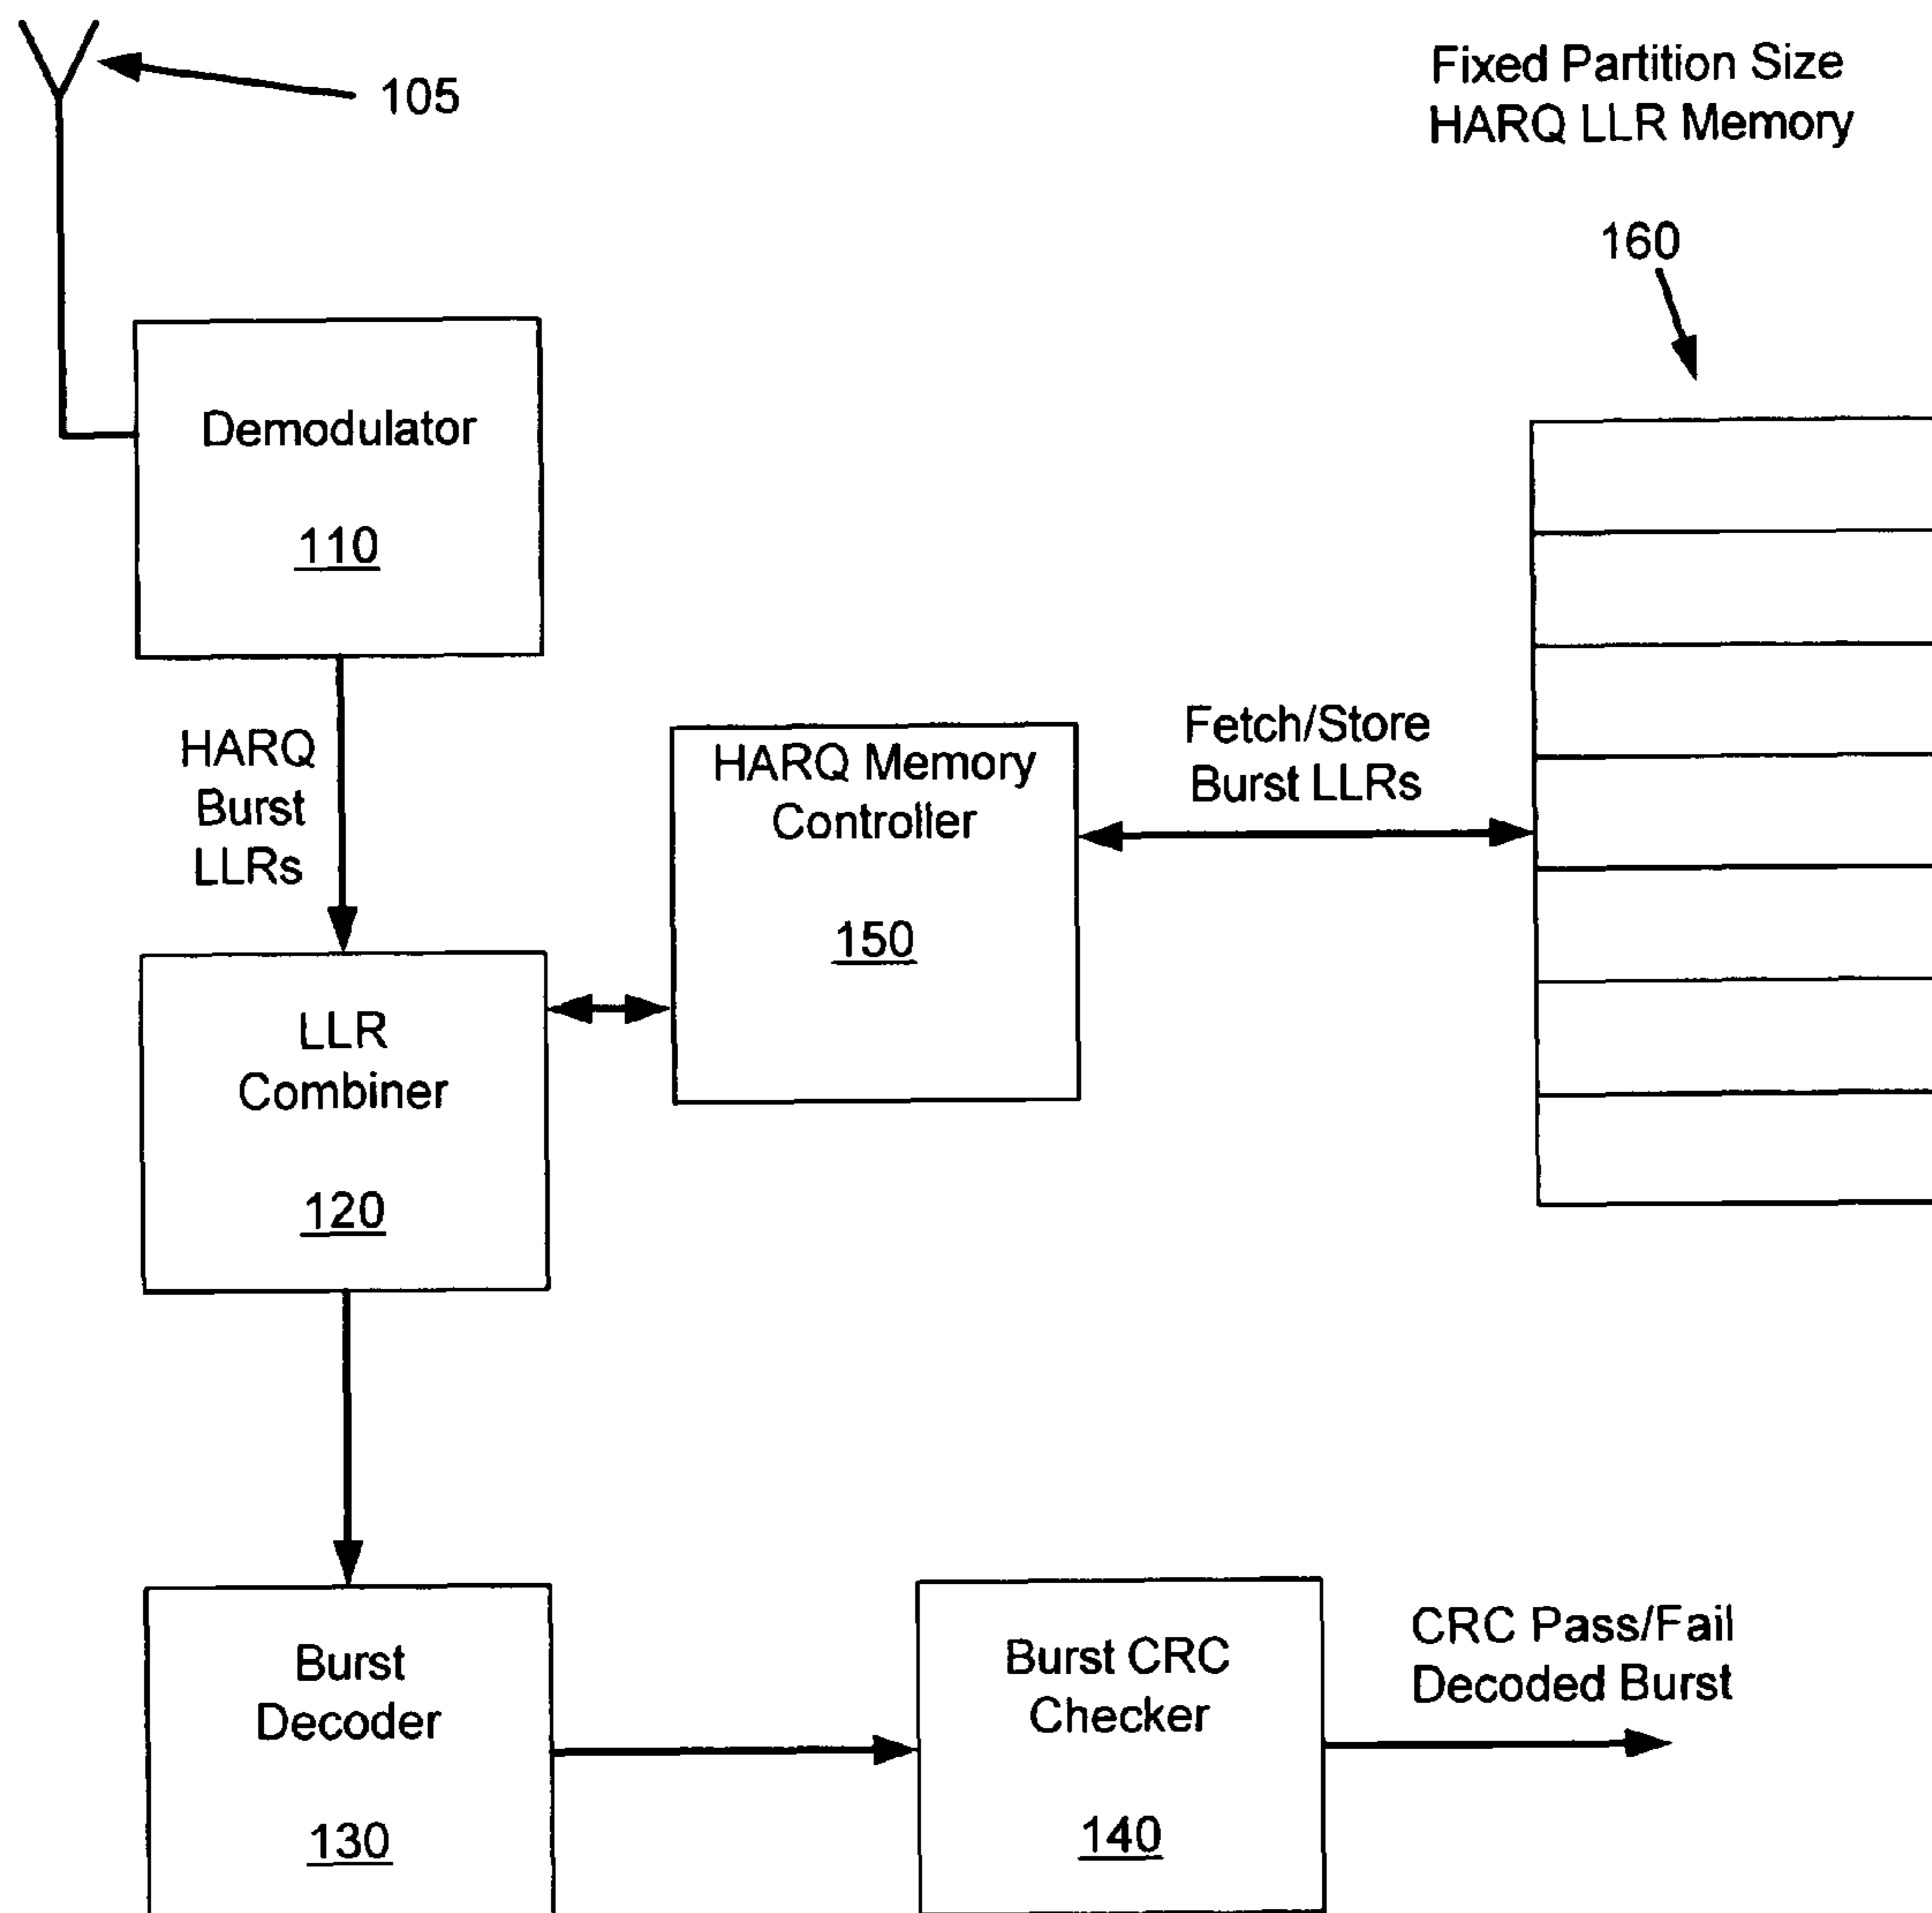 105
Fixed Partition Size
HARQ LLR Memory
160
Demodulator
110
HARQ
Burst
LLRs
HARQ Memory
Controller
150
Fetch/Store
Burst LLRs
LLR
Combiner
120
Burst
Decoder
130
Burst CRC
Checker
140
CRC Pass/Fail
Decoded Burst